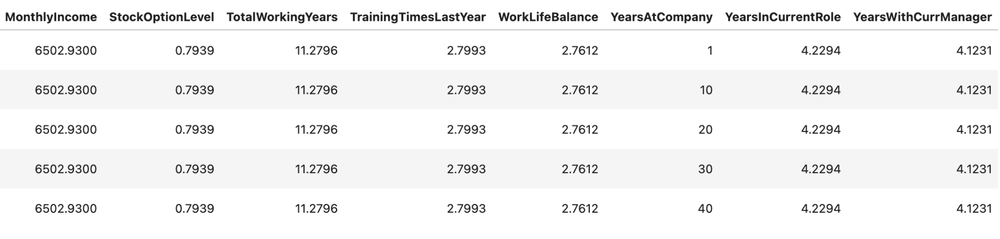 MonthlyIncome StockOptionLevel TotalWorkingYears TrainingTimesLastYear WorkLifeBalance YearsAtCompany YearsInCurrentRole YearsWithCurrManager
6502.9300 0.7939 11.2796 2.7993 2.7612 1 4.2294 4.1231
6502.9300 0.7939 11.2796 2.7993 2.7612 10 4.2294 4.1231
6502.9300 0.7939 11.2796 2.7993 2.7612 20 4.2294 4.1231
6502.9300 0.7939 11.2796 2.7993 2.7612 30 4.2294 4.1231
6502.9300 0.7939 11.2796 2.7993 2.7612 40 4.2294 4.1231